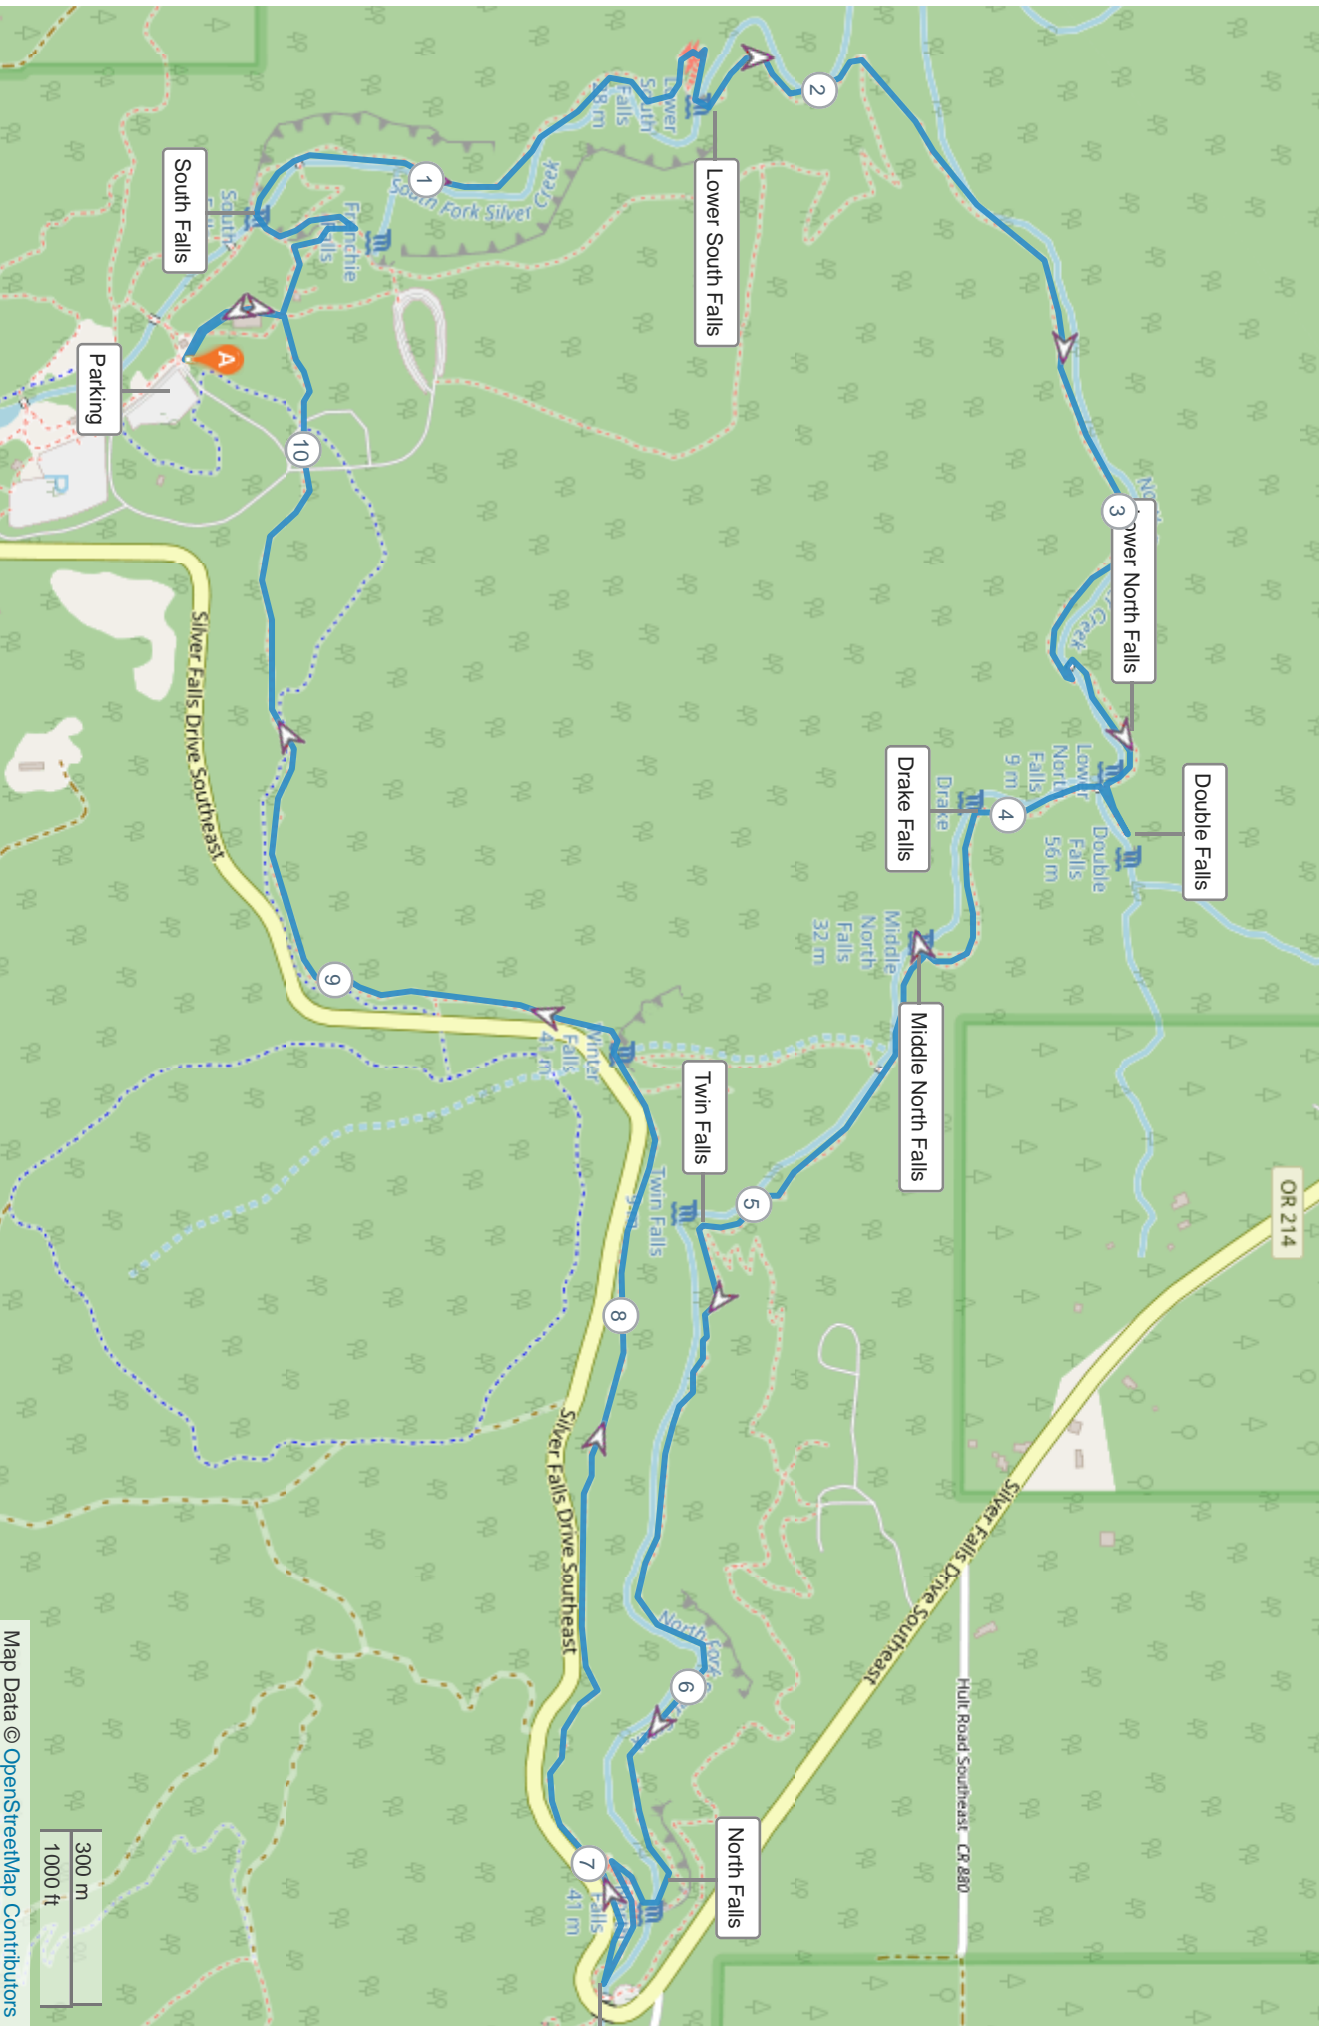 Lower South Falls
2
South Falls
1
South Fork Silver Creek
Lower
South
Falls
28 m
Frenchie
Falls
South
A
Parking
P
10
3
Lower North Falls
Creek
Double Falls
Drake Falls
Drake
4
Lower
North
Falls
9 m
Double
Falls
56 m
Middle
North
Falls
32 m
Middle North Falls
Twin Falls
5
Twin Falls
9
Winter
Falls
41 m
8
OR 214
Silver Falls Drive Southeast
Silver Falls Drive Southeast
Silver Falls Drive Southeast
Hult Road Southeast CR 880
North Fork
6
7
North Falls
Falls
41 m
300 m
1000 ft
Map Data © OpenStreetMap Contributors